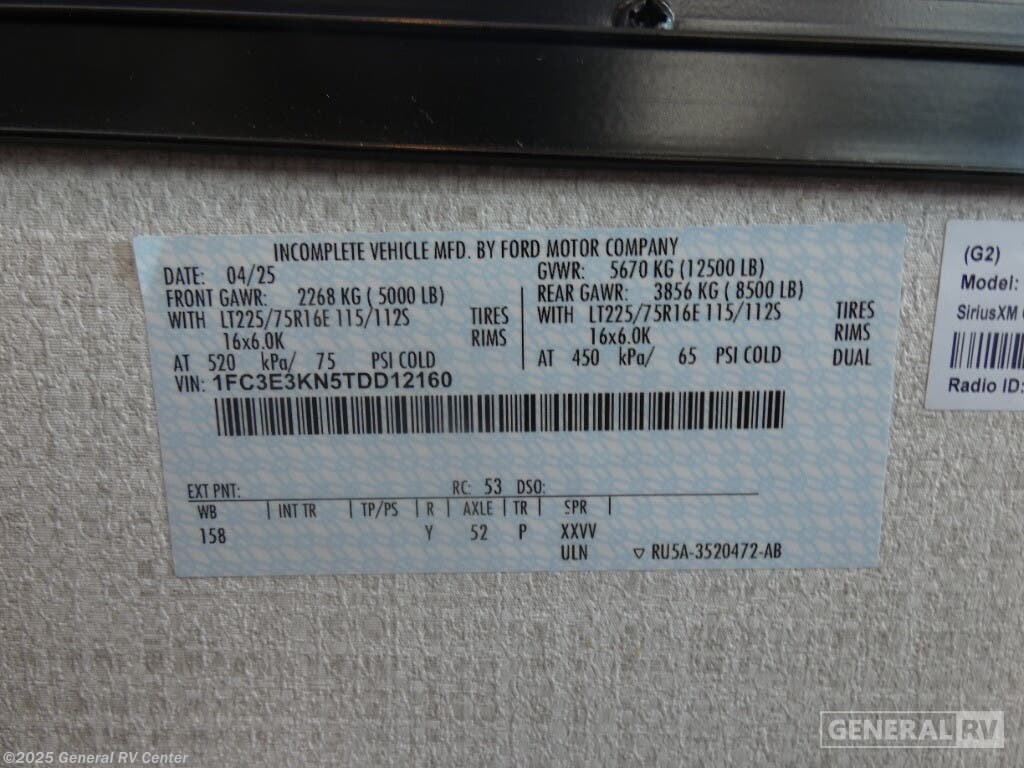 INCOMPLETE VEHICLE MFD. BY FORD MOTOR COMPANY
DATE: 04/25 GVWR: 5670 KG (12500 LB)
FRONT GAWR: 2268 KG ( 5000 LB) REAR GAWR: 3856 KG ( 8500 LB)
WITH LT225/75R16E 115/112S TIRES WITH LT225/75R16E 115/112S TIRES
16x6.0K RIMS 16x6.0K RIMS
AT 520 kPa/ 75 PSI COLD AT 450 kPa/ 65 PSI COLD DUAL
VIN: 1FC3E3KN5TDD12160
EXT PNT: RC: 53 DSO:
WB INT TR TP/PS R AXLE TR SPR
158 Y 52 P XXVV
ULN ▽ RU5A-3520472-AB
(G2)
Model:
SiriusXM
Radio ID:
GENERAL RV
©2025 General RV Center